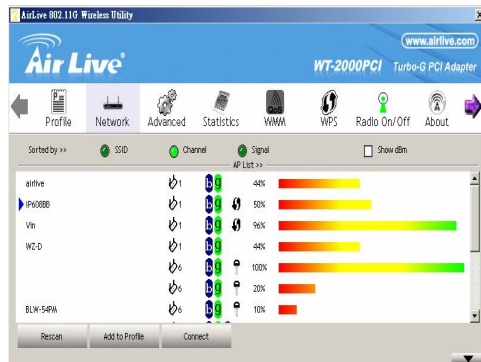 AirLive 802.11G Wireless Utility
Air Live®
www.airlive.com
WT-2000PCI Turbo-G PCI Adapter
Profile Network Advanced Statistics QoS WMM WPS Radio On/Off About
Sorted by >> SSID Channel Signal Show dBm
AP List >>
airlive 1 b g 44%
IP608BB 1 b g 50%
Vin 1 b g 96%
WZ-D 1 b g 44%
6 b g 100%
6 b g 20%
BLW-54PM 6 b g 10%
Rescan Add to Profile Connect